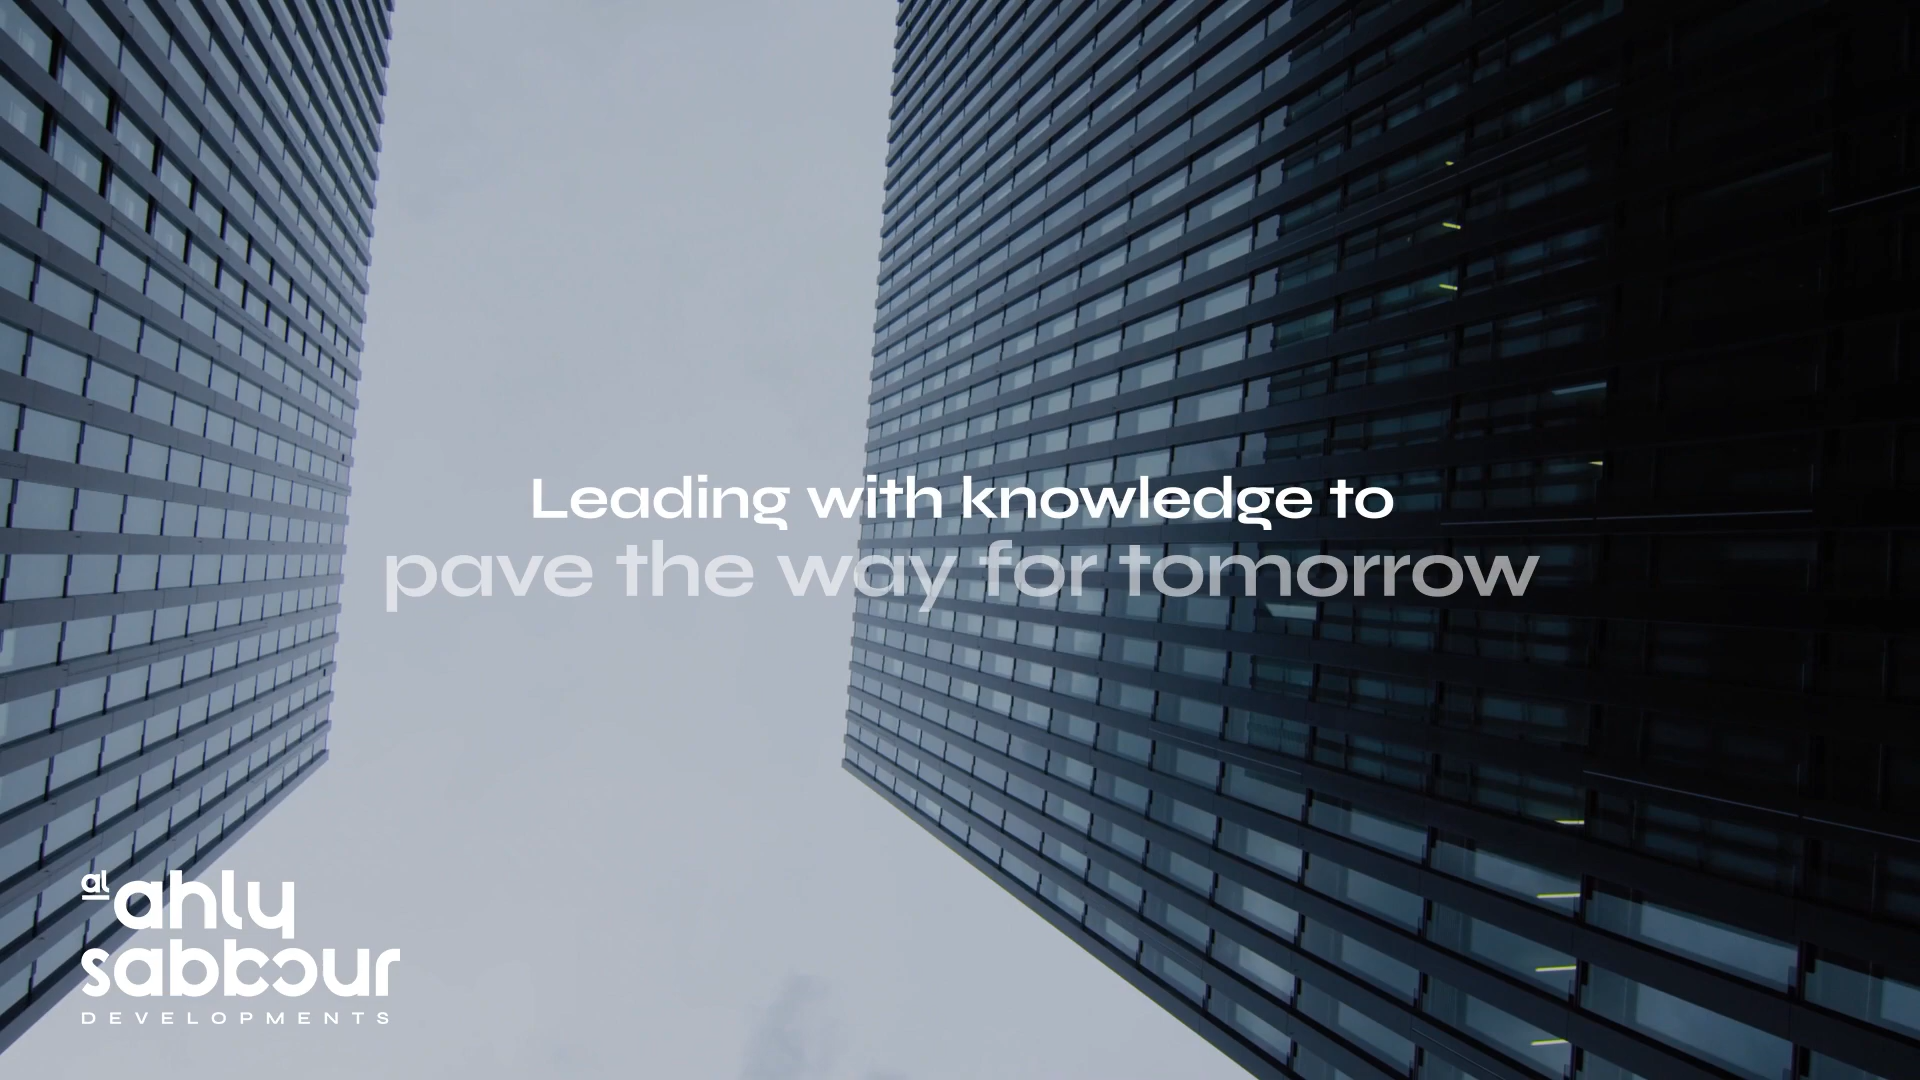 Leading with knowledge to
pave the way for tomorrow
al ahly
sabbour
DEVELOPMENTS